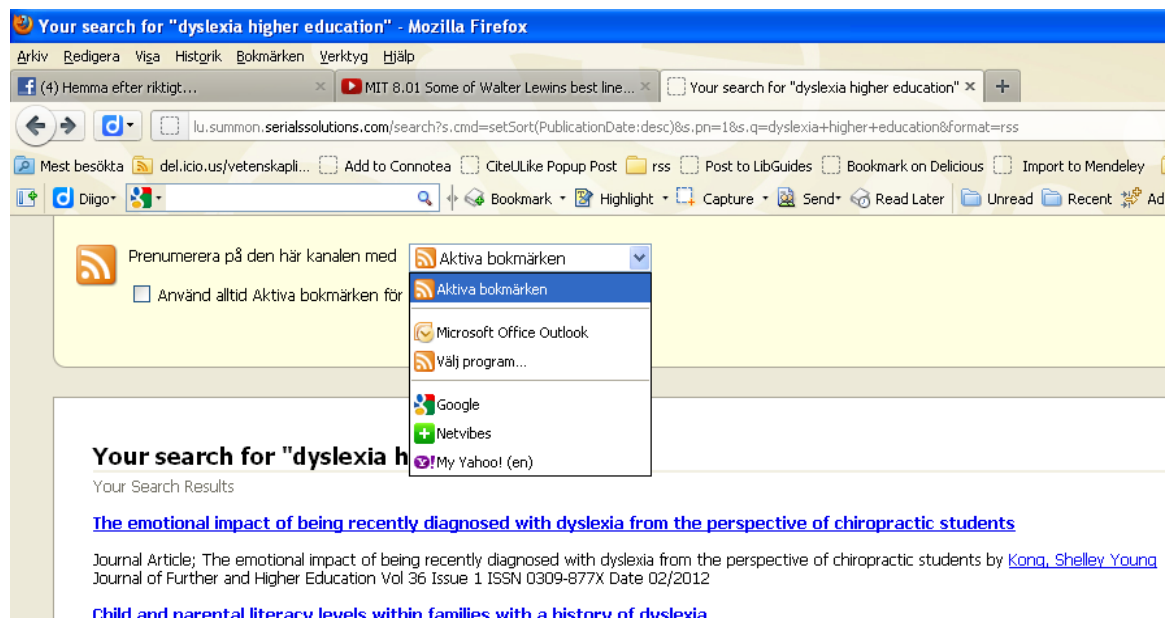 Your search for "dyslexia higher education" - Mozilla Firefox
Arkiv Redigera Visa Historik Bokmärken Verktyg Hjälp
(4) Hemma efter riktigt... MIT 8.01 Some of Walter Lewins best line... Your search for "dyslexia higher education"
lu.summon.serialssolutions.com/search?s.cmd=setSort(PublicationDate:desc)&s.pn=1&s.q=dyslexia+higher+education&format=rss
Mest besökta del.icio.us/vetenskapli... Add to Connotea CiteULike Popup Post rss Post to LibGuides Bookmark on Delicious Import to Mendeley
Diigo Bookmark Highlight Capture Send Read Later Unread Recent Ad
Prenumerera på den här kanalen med Aktiva bokmärken
Använd alltid Aktiva bokmärken för
Aktiva bokmärken
Microsoft Office Outlook
Välj program...
Google
Netvibes
My Yahoo! (en)
Your search for "dyslexia h
Your Search Results
The emotional impact of being recently diagnosed with dyslexia from the perspective of chiropractic students
Journal Article; The emotional impact of being recently diagnosed with dyslexia from the perspective of chiropractic students by Kong, Shelley Young
Journal of Further and Higher Education Vol 36 Issue 1 ISSN 0309-877X Date 02/2012
Child and parental literacy levels within families with a history of dyslexia